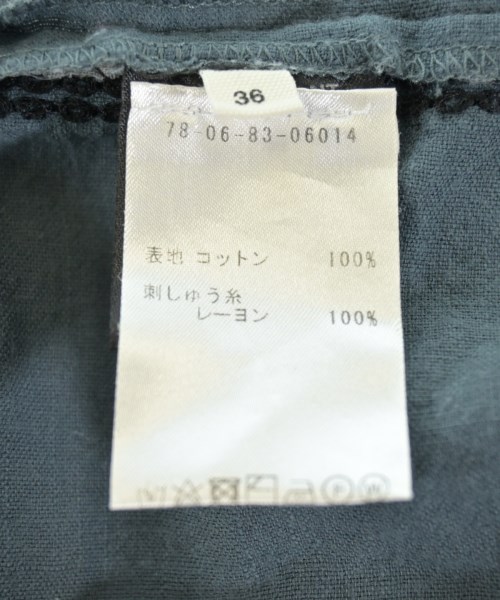 36
78-06-83-06014
表地 コットン 100%
刺しゅう糸
レーヨン 100%